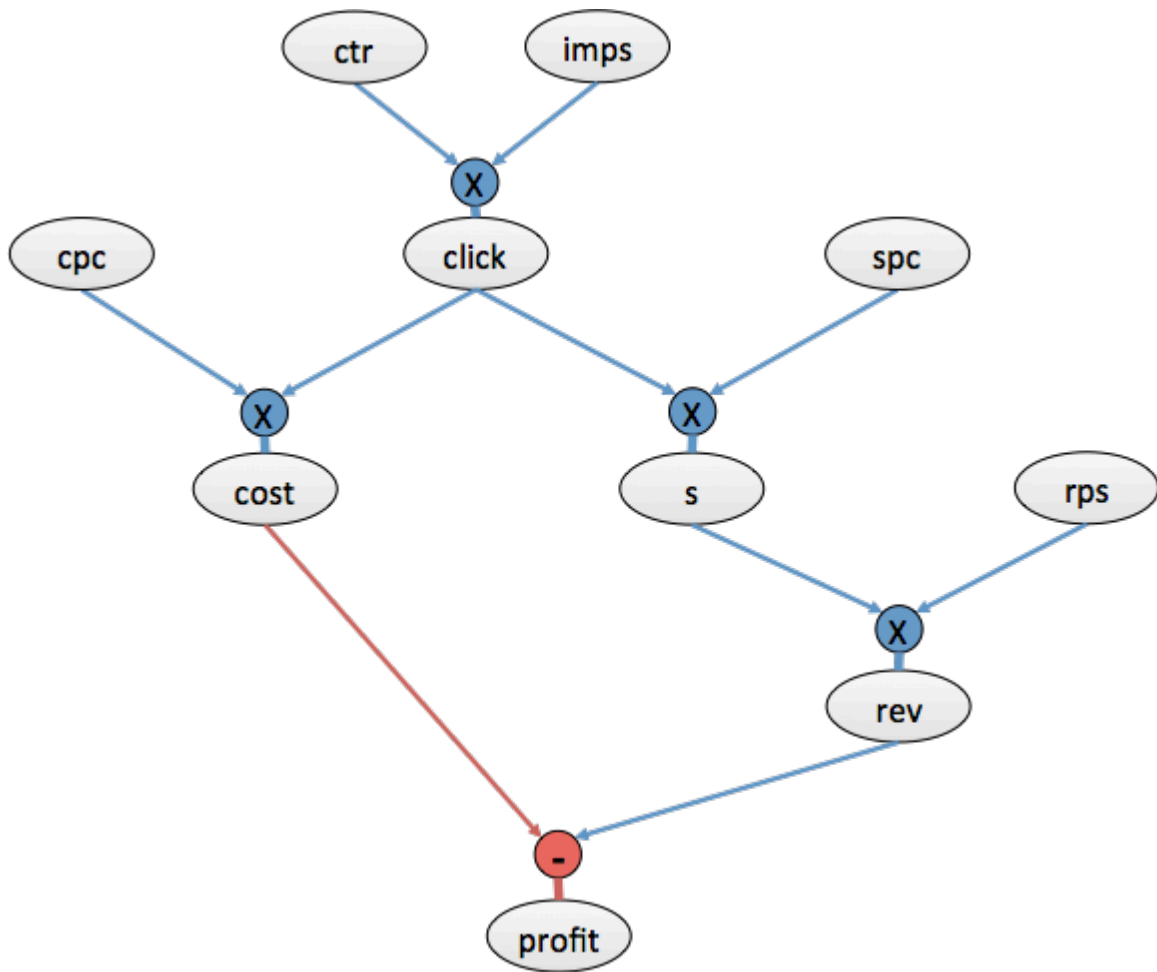 ctr
imps
X
cpc
click
spc
X
X
cost
s
rps
X
rev
-
profit